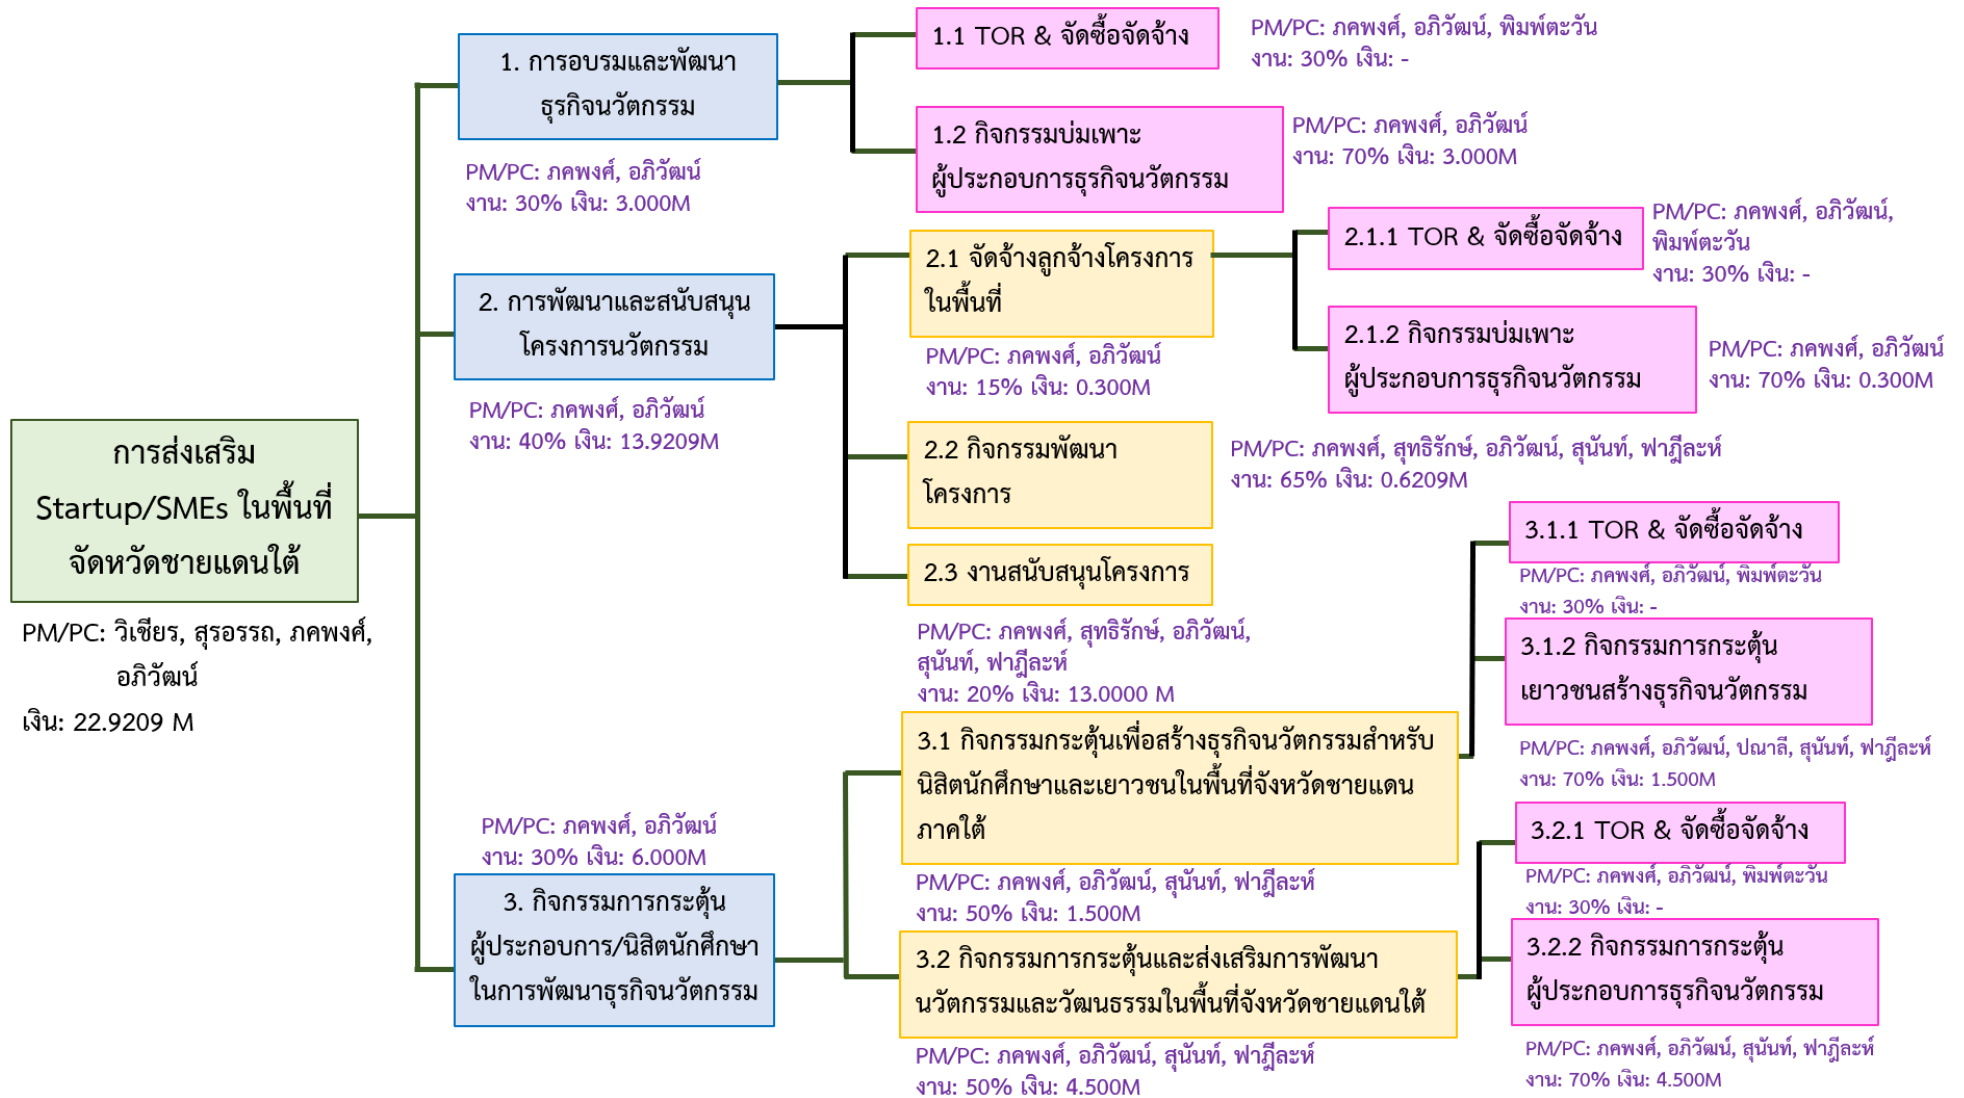 การส่งเสริม
Startup/SMEs ในพื้นที่
จัดหวัดชายแดนใต้
PM/PC: วิเชียร, สุรอรรถ, ภคพงศ์,
อภิวัฒน์
เงิน: 22.9209 M
1. การอบรมและพัฒนา
ธุรกิจนวัตกรรม
PM/PC: ภคพงศ์, อภิวัฒน์
งาน: 30% เงิน: 3.000M
1.1 TOR & จัดซื้อจัดจ้าง
PM/PC: ภคพงศ์, อภิวัฒน์, พิมพ์ตะวัน
งาน: 30% เงิน: -
1.2 กิจกรรมบ่มเพาะ
ผู้ประกอบการธุรกิจนวัตกรรม
PM/PC: ภคพงศ์, อภิวัฒน์
งาน: 70% เงิน: 3.000M
2. การพัฒนาและสนับสนุน
โครงการนวัตกรรม
PM/PC: ภคพงศ์, อภิวัฒน์
งาน: 40% เงิน: 13.9209M
2.1 จัดจ้างลูกจ้างโครงการ
ในพื้นที่
PM/PC: ภคพงศ์, อภิวัฒน์
งาน: 15% เงิน: 0.300M
2.1.1 TOR & จัดซื้อจัดจ้าง
PM/PC: ภคพงศ์, อภิวัฒน์,
พิมพ์ตะวัน
งาน: 30% เงิน: -
2.1.2 กิจกรรมบ่มเพาะ
ผู้ประกอบการธุรกิจนวัตกรรม
PM/PC: ภคพงศ์, อภิวัฒน์
งาน: 70% เงิน: 0.300M
2.2 กิจกรรมพัฒนา
โครงการ
PM/PC: ภคพงศ์, สุทธิรักษ์, อภิวัฒน์, สุนันท์, ฟาฎีละห์
งาน: 65% เงิน: 0.6209M
2.3 งานสนับสนุนโครงการ
PM/PC: ภคพงศ์, สุทธิรักษ์, อภิวัฒน์,
สุนันท์, ฟาฎีละห์
งาน: 20% เงิน: 13.0000 M
PM/PC: ภคพงศ์, อภิวัฒน์
งาน: 30% เงิน: 6.000M
3. กิจกรรมการกระตุ้น
ผู้ประกอบการ/นิสิตนักศึกษา
ในการพัฒนาธุรกิจนวัตกรรม
3.1 กิจกรรมกระตุ้นเพื่อสร้างธุรกิจนวัตกรรมสำหรับ
นิสิตนักศึกษาและเยาวชนในพื้นที่จังหวัดชายแดน
ภาคใต้
PM/PC: ภคพงศ์, อภิวัฒน์, สุนันท์, ฟาฎีละห์
งาน: 50% เงิน: 1.500M
3.1.1 TOR & จัดซื้อจัดจ้าง
PM/PC: ภคพงศ์, อภิวัฒน์, พิมพ์ตะวัน
งาน: 30% เงิน: -
3.1.2 กิจกรรมการกระตุ้น
เยาวชนสร้างธุรกิจนวัตกรรม
PM/PC: ภคพงศ์, อภิวัฒน์, ปณาลี, สุนันท์, ฟาฎีละห์
งาน: 70% เงิน: 1.500M
3.2 กิจกรรมการกระตุ้นและส่งเสริมการพัฒนา
นวัตกรรมและวัฒนธรรมในพื้นที่จังหวัดชายแดนใต้
PM/PC: ภคพงศ์, อภิวัฒน์, สุนันท์, ฟาฎีละห์
งาน: 50% เงิน: 4.500M
3.2.1 TOR & จัดซื้อจัดจ้าง
PM/PC: ภคพงศ์, อภิวัฒน์, พิมพ์ตะวัน
งาน: 30% เงิน: -
3.2.2 กิจกรรมการกระตุ้น
ผู้ประกอบการธุรกิจนวัตกรรม
PM/PC: ภคพงศ์, อภิวัฒน์, สุนันท์, ฟาฎีละห์
งาน: 70% เงิน: 4.500M